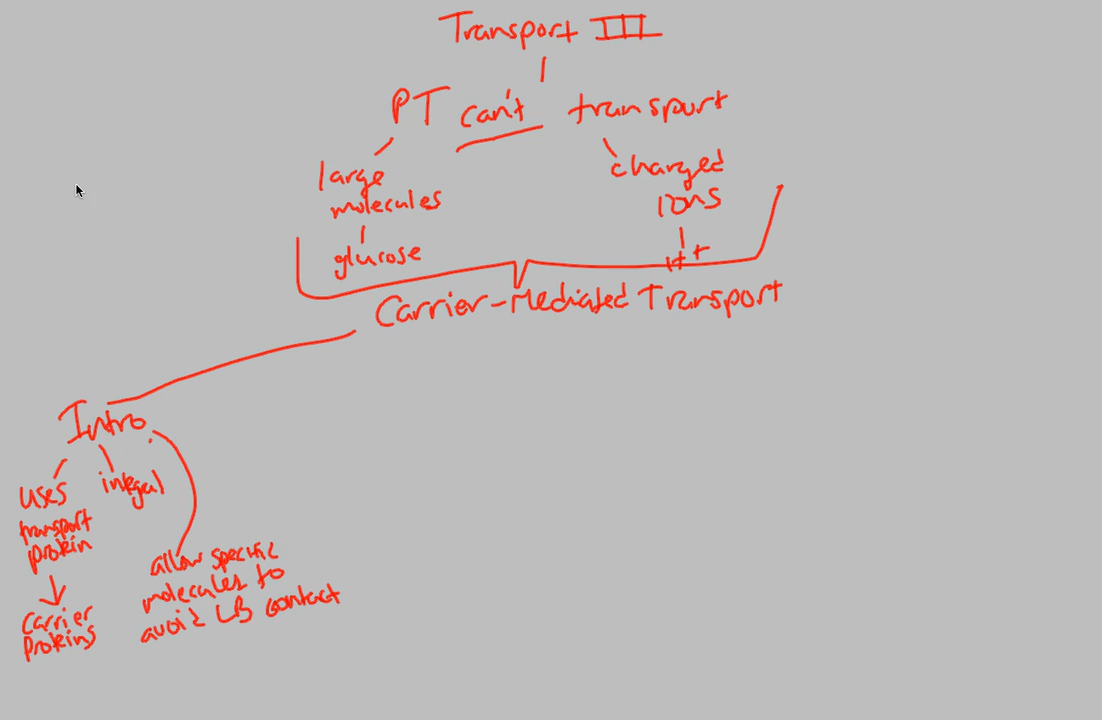 Transport III
PT can't transport
large
molecules
glucose
charged
ions
H+
Carrier-Mediated Transport
Intro.
uses
transport
protein
carrier
proteins
integral
allow specific
molecules to
avoid LB contact